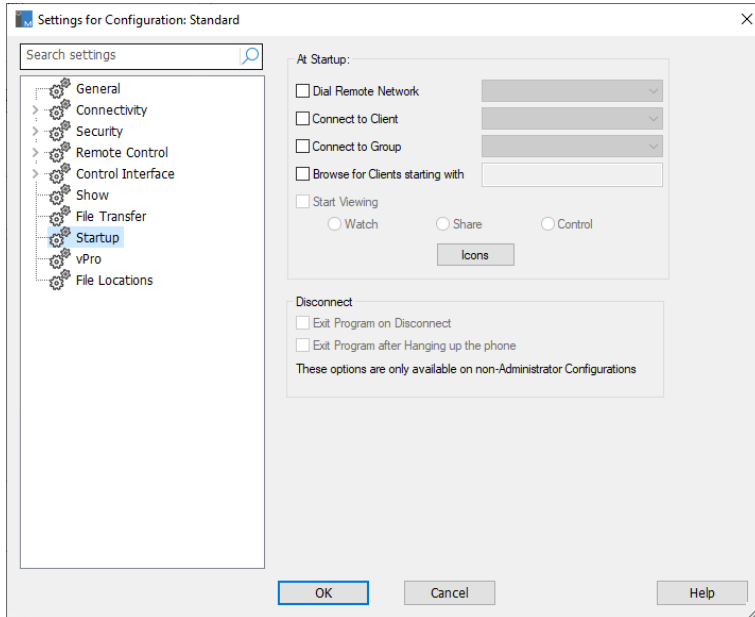 Settings for Configuration: Standard
Search settings
General
Connectivity
Security
Remote Control
Control Interface
Show
File Transfer
Startup
vPro
File Locations
At Startup:
Dial Remote Network
Connect to Client
Connect to Group
Browse for Clients starting with
Start Viewing
Watch Share Control
Icons
Disconnect
Exit Program on Disconnect
Exit Program after Hanging up the phone
These options are only available on non-Administrator Configurations
OK Cancel Help